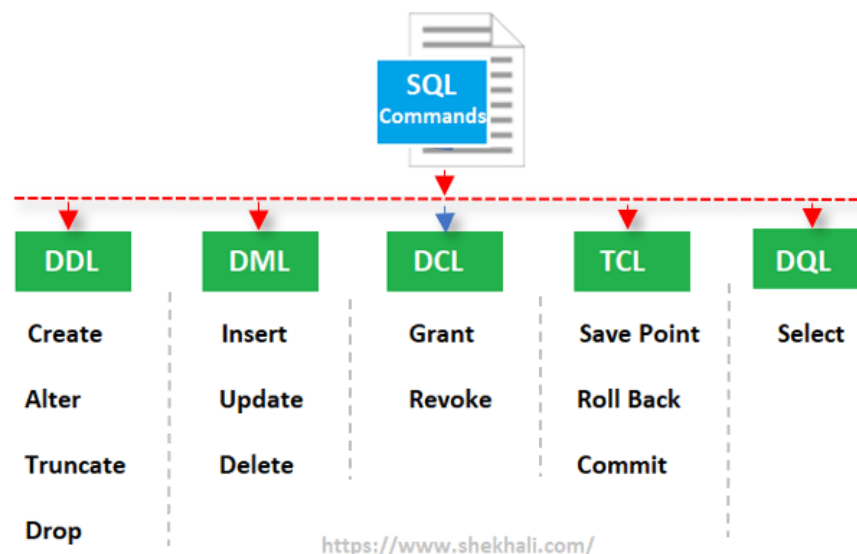 SQL
Commands
DDL DML DCL TCL DQL
Create Insert Grant Save Point Select
Alter Update Revoke Roll Back
Truncate Delete Commit
Drop
https://www.shekhali.com/